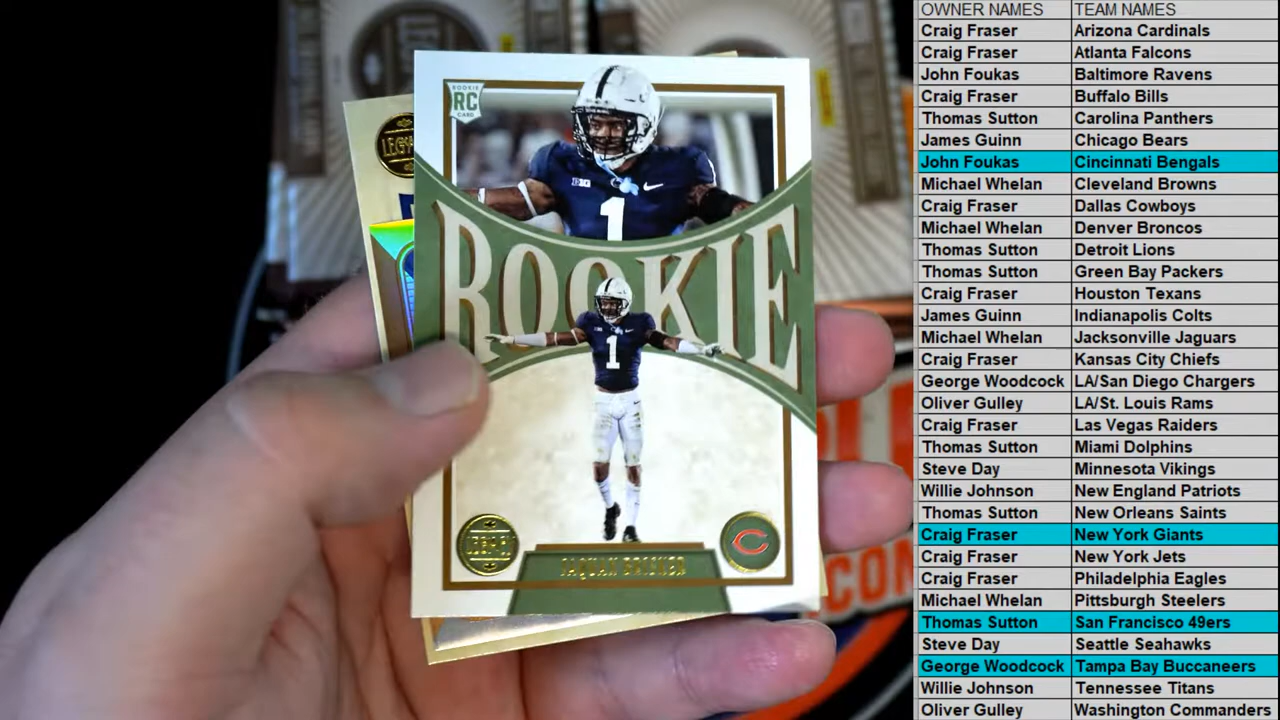 ROOKIE
RC
CARD
B1G
1
ROOKIE
1
LEGACY
C
JAQUAN BRISKER
OWNER NAMES TEAM NAMES
Craig Fraser Arizona Cardinals
Craig Fraser Atlanta Falcons
John Foukas Baltimore Ravens
Craig Fraser Buffalo Bills
Thomas Sutton Carolina Panthers
James Guinn Chicago Bears
John Foukas Cincinnati Bengals
Michael Whelan Cleveland Browns
Craig Fraser Dallas Cowboys
Michael Whelan Denver Broncos
Thomas Sutton Detroit Lions
Thomas Sutton Green Bay Packers
Craig Fraser Houston Texans
James Guinn Indianapolis Colts
Michael Whelan Jacksonville Jaguars
Craig Fraser Kansas City Chiefs
George Woodcock LA/San Diego Chargers
Oliver Gulley LA/St. Louis Rams
Craig Fraser Las Vegas Raiders
Thomas Sutton Miami Dolphins
Steve Day Minnesota Vikings
Willie Johnson New England Patriots
Thomas Sutton New Orleans Saints
Craig Fraser New York Giants
Craig Fraser New York Jets
Craig Fraser Philadelphia Eagles
Michael Whelan Pittsburgh Steelers
Thomas Sutton San Francisco 49ers
Steve Day Seattle Seahawks
George Woodcock Tampa Bay Buccaneers
Willie Johnson Tennessee Titans
Oliver Gulley Washington Commanders